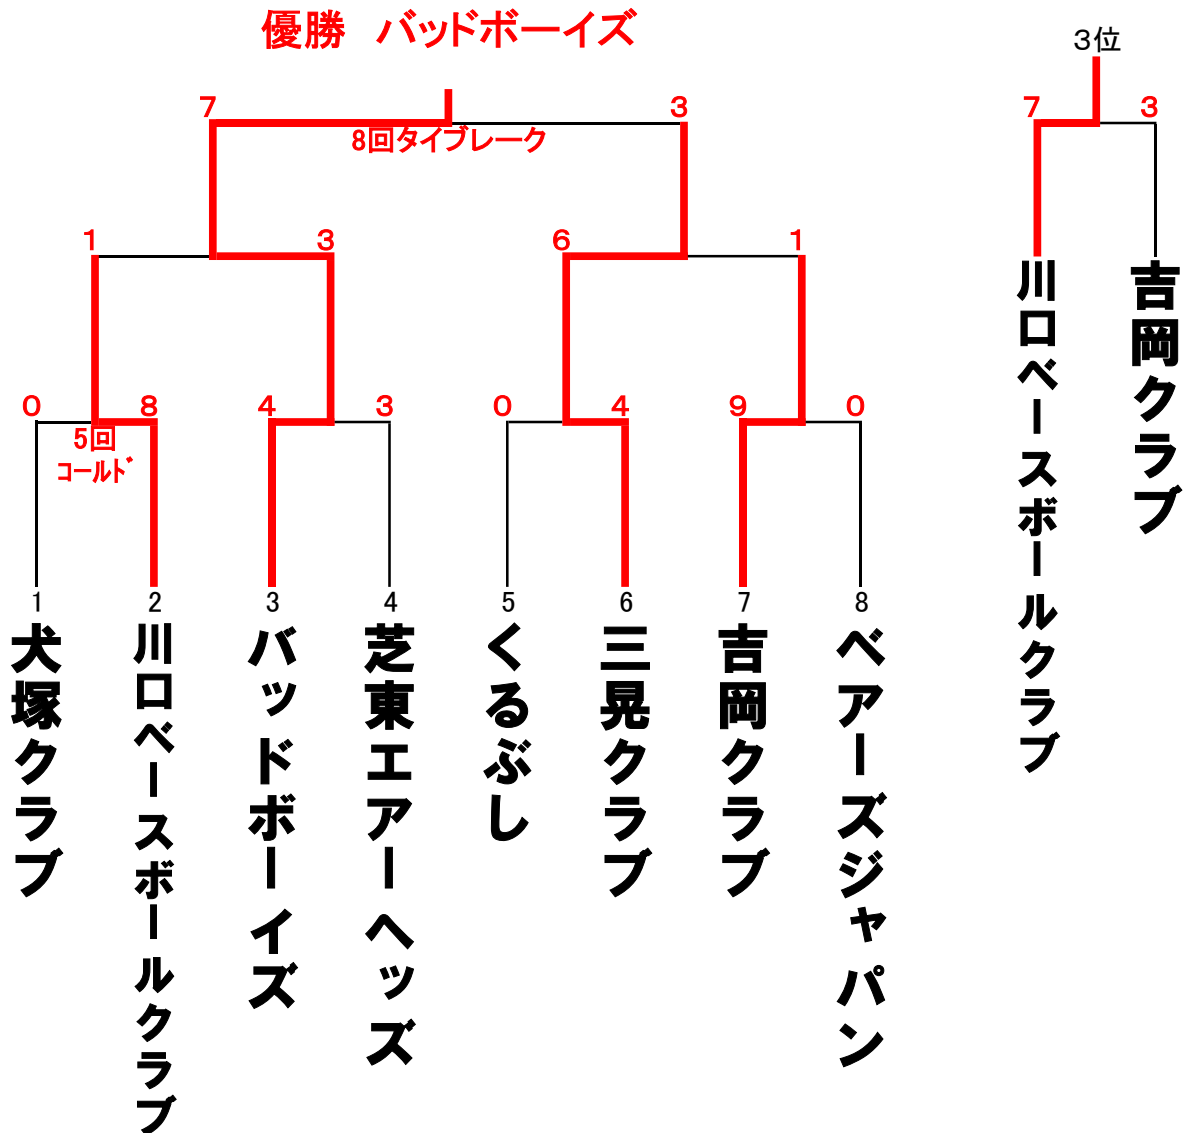 優勝　バッドボーイズ
3位
7
3
7
3
8回タイブレーク
1
3
6
1
0
8
4
3
0
4
9
0
5回
コールド
1
2
3
4
5
6
7
8
犬塚クラブ
川口ベースボールクラブ
バッドボーイズ
芝東エアーヘッズ
くるぶし
三晃クラブ
吉岡クラブ
ベアーズジャパン
川口ベースボールクラブ
吉岡クラブ